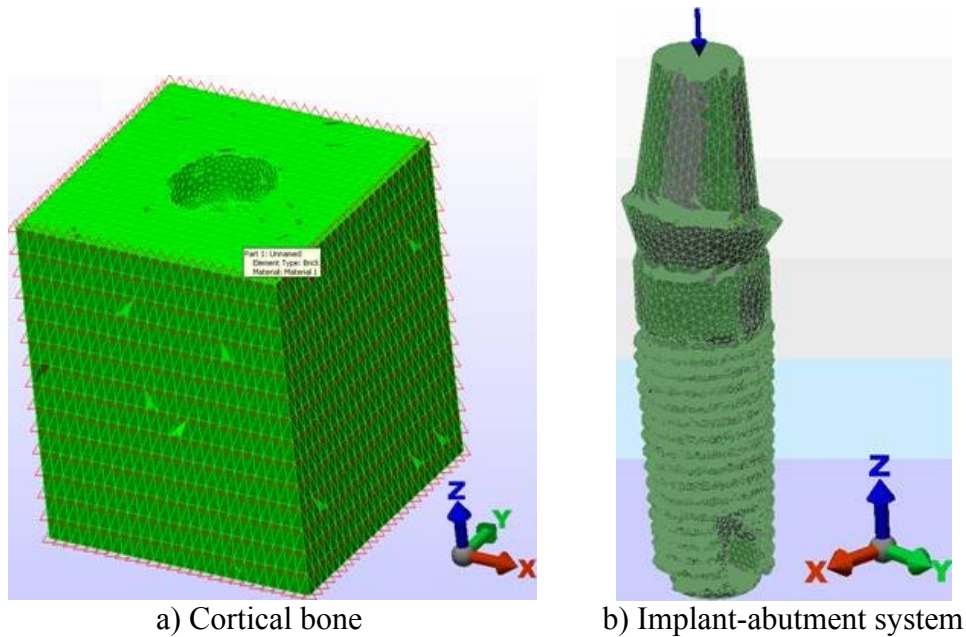 Part 1: Unnamed
Element Type: Brick
Material: Material 1
Z
Y
X
Z
X
Y
a) Cortical bone
b) Implant-abutment system